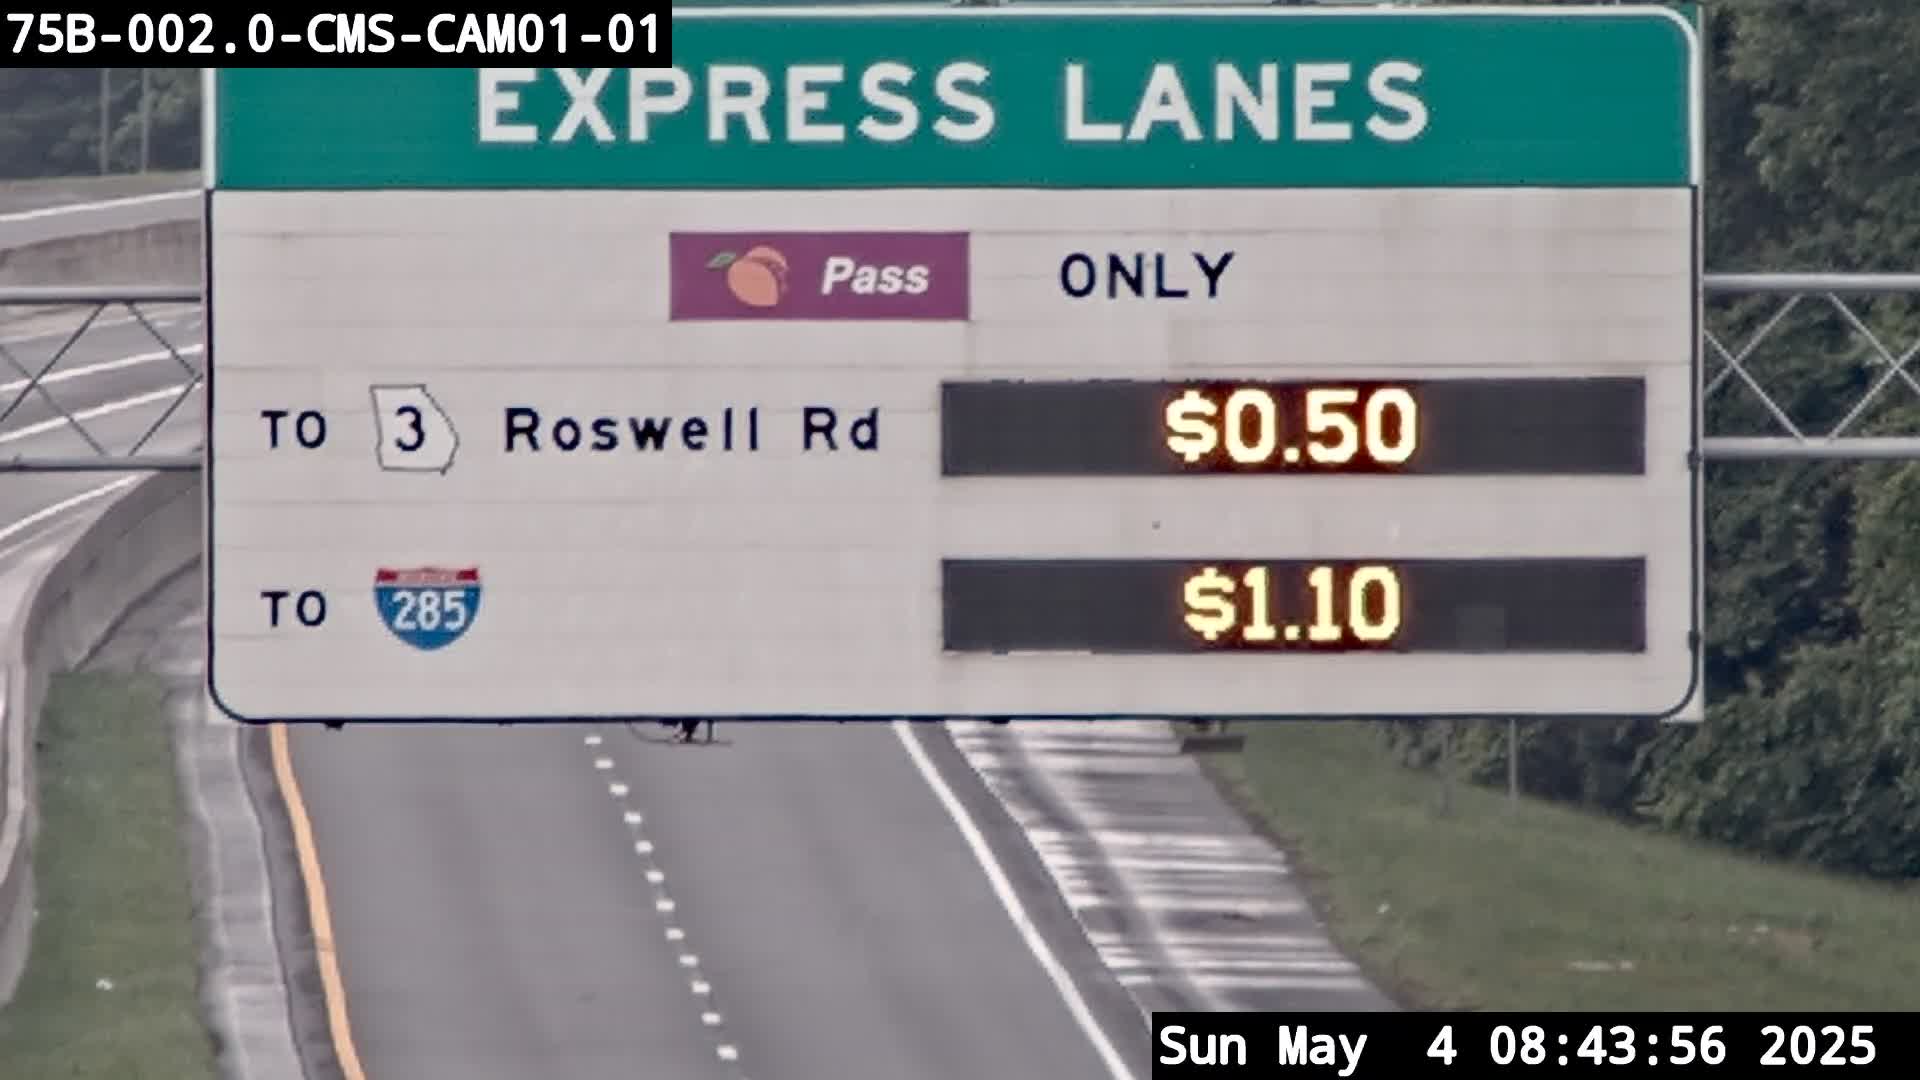 75B-002.0-CMS-CAM01-01
EXPRESS LANES
Pass ONLY
TO 3 Roswell Rd $0.50
TO 285 $1.10
Sun May 4 08:43:56 2025